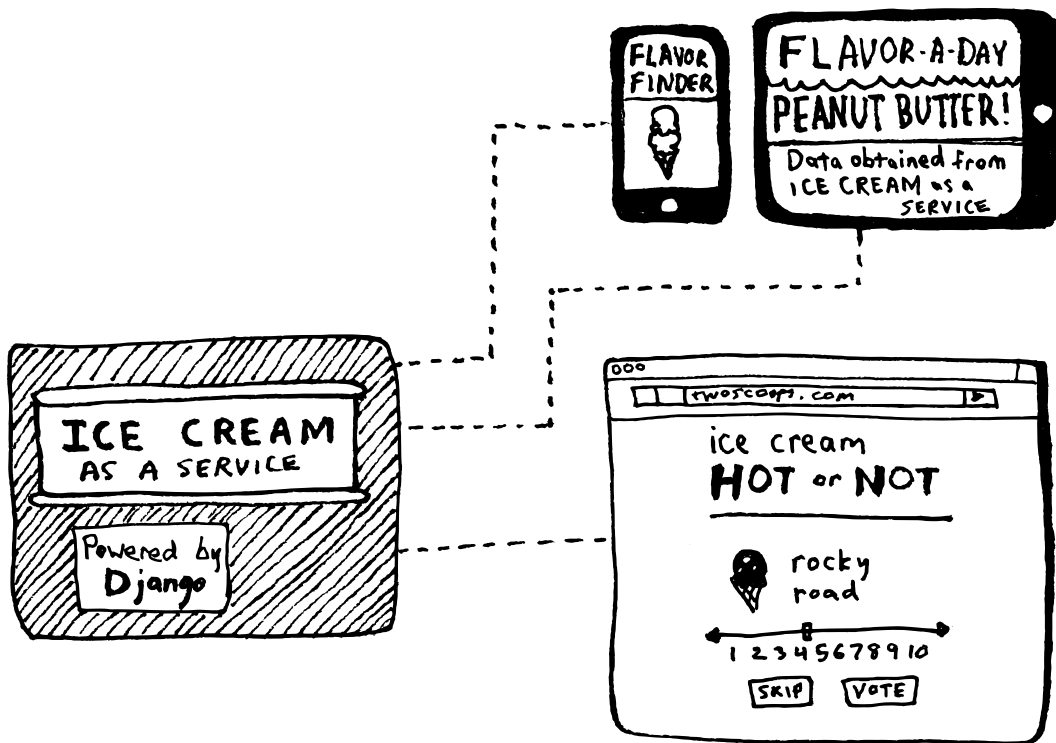 FLAVOR
FINDER
FLAVOR-A-DAY
PEANUT BUTTER!
Data obtained from
ICE CREAM as a
SERVICE
ICE CREAM
AS A SERVICE
Powered by
Django
twoscoops.com
ice cream
HOT or NOT
rocky
road
1 2 3 4 5 6 7 8 9 10
SKIP VOTE